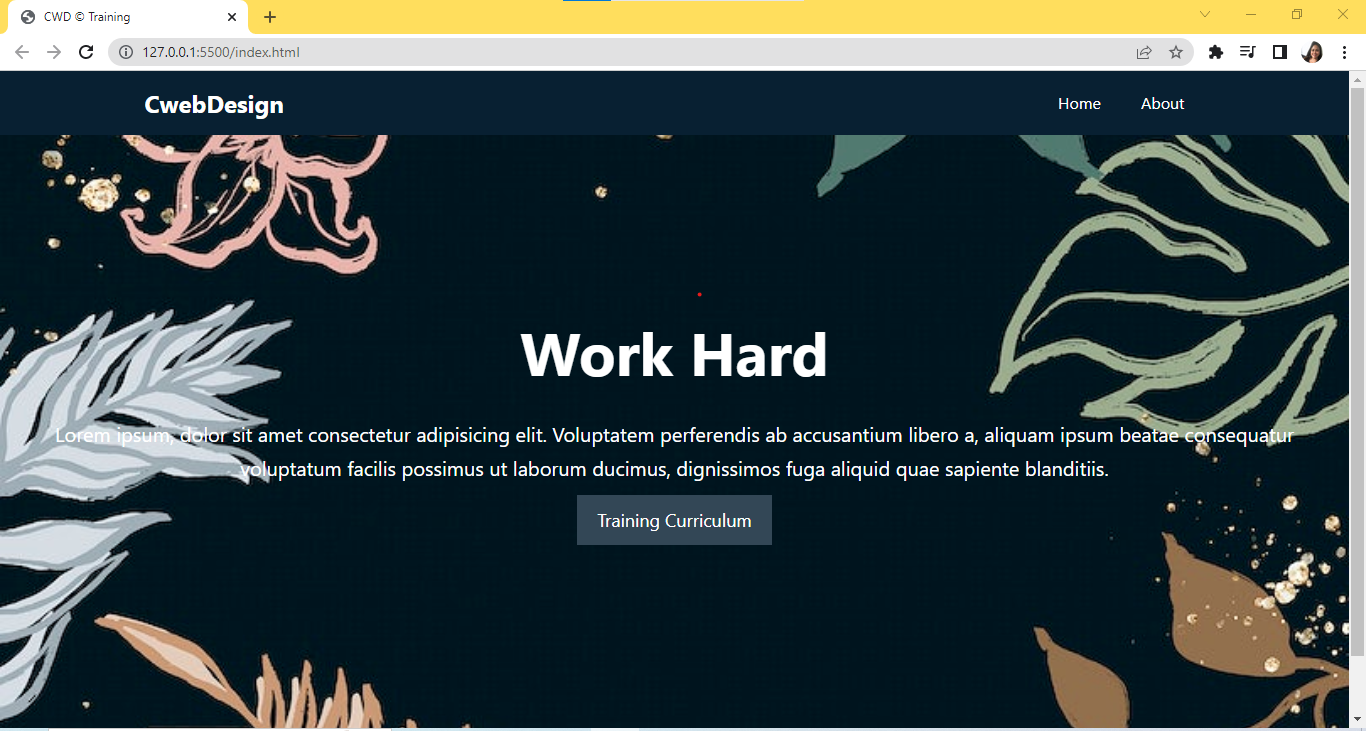 CWD © Training
127.0.0.1:5500/index.html
CwebDesign
Home About
Work Hard
Lorem ipsum, dolor sit amet consectetur adipisicing elit. Voluptatem perferendis ab accusantium libero a, aliquam ipsum beatae consequatur
voluptatum facilis possimus ut laborum ducimus, dignissimos fuga aliquid quae sapiente blanditiis.
Training Curriculum